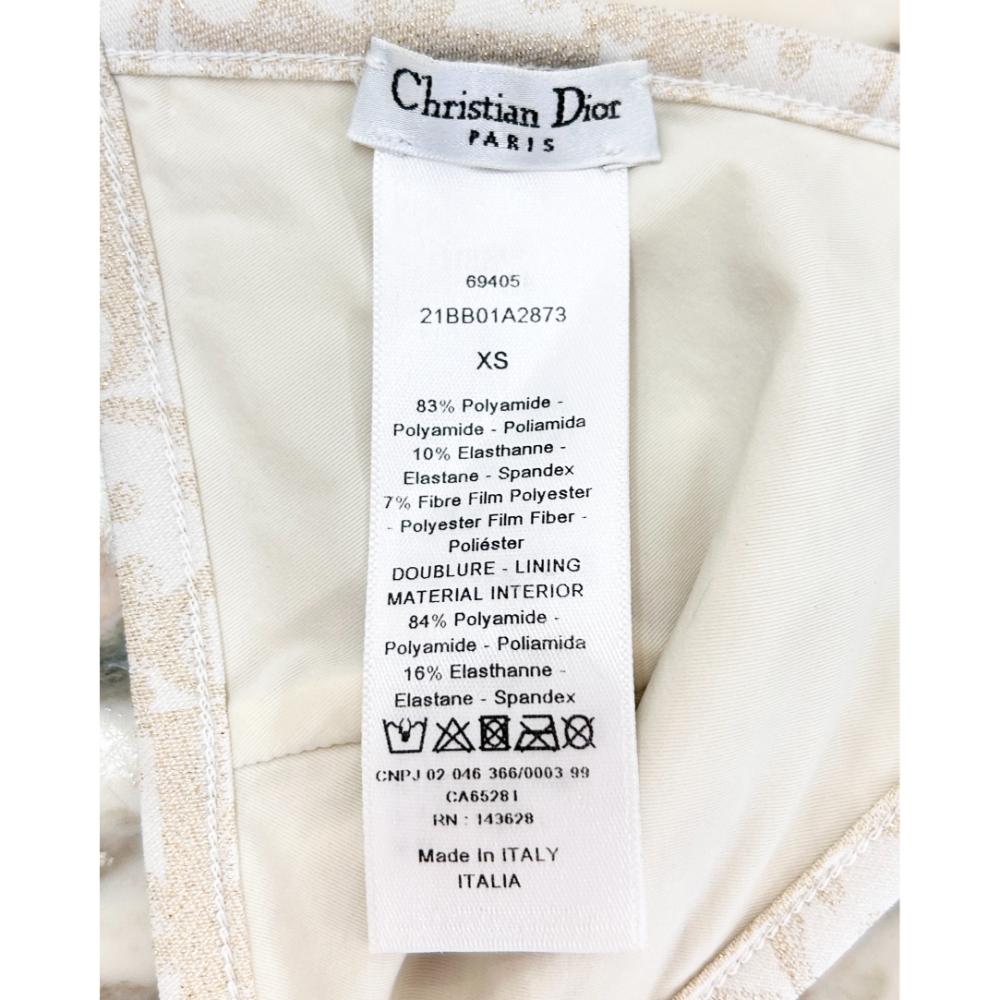 Christian Dior
PARIS
69405
21BB01A2873
XS
83% Polyamide -
Polyamide - Poliamida
10% Elasthanne -
Elastane - Spandex
7% Fibre Film Polyester
- Polyester Film Fiber -
Poliéster
DOUBLURE - LINING
MATERIAL INTERIOR
84% Polyamide -
Polyamide - Poliamida
16% Elasthanne -
Elastane - Spandex
CNPJ 02 046 366/0003 99
CA65281
RN : 143628
Made in ITALY
ITALIA